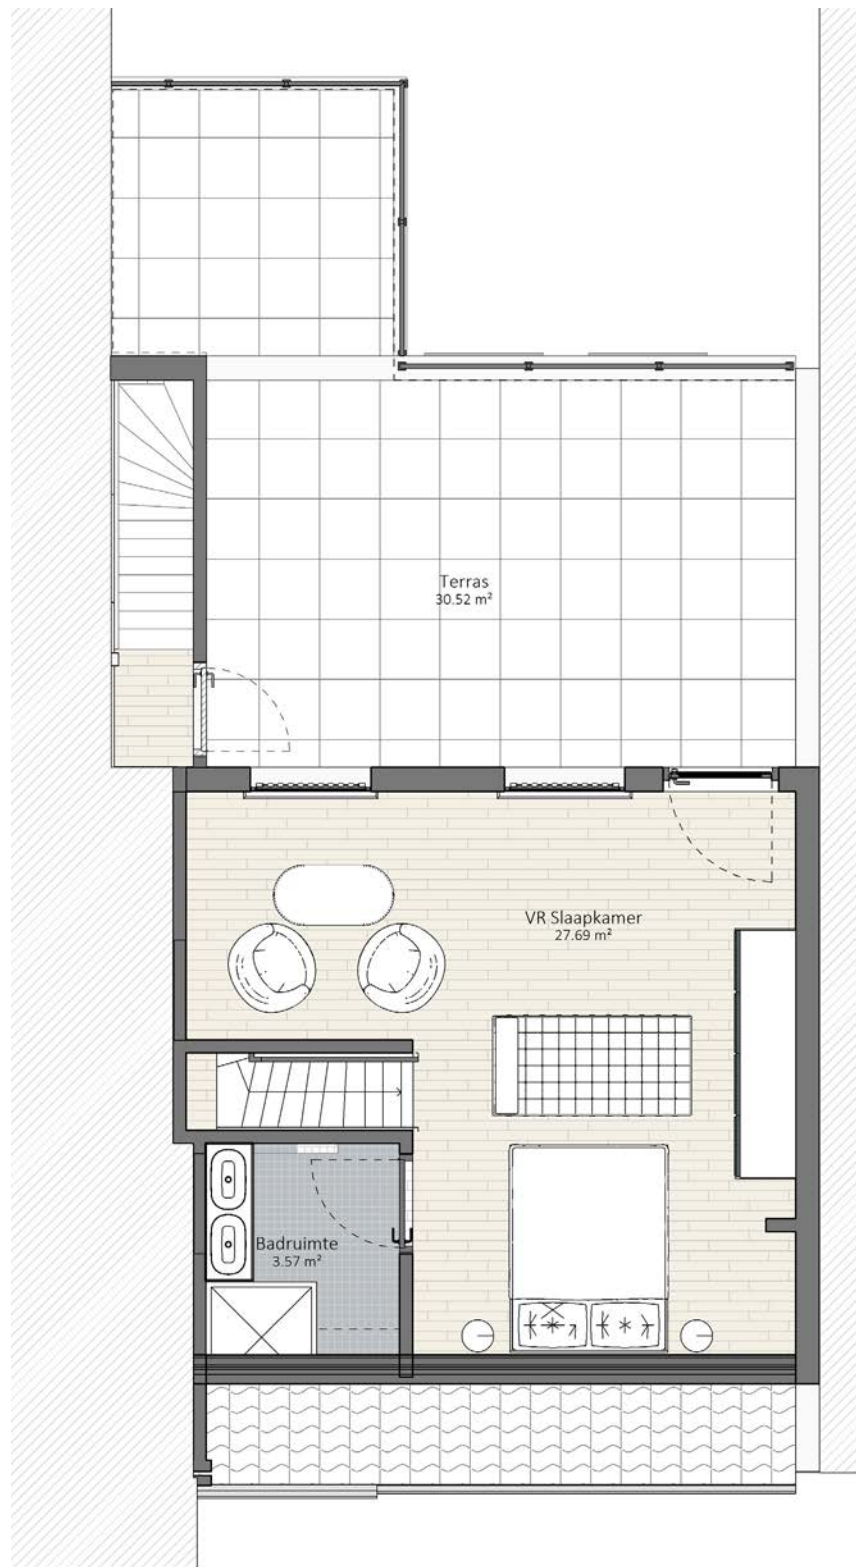 Terras
30.52 m²
VR Slaapkamer
27.69 m²
Badruimte
3.57 m²